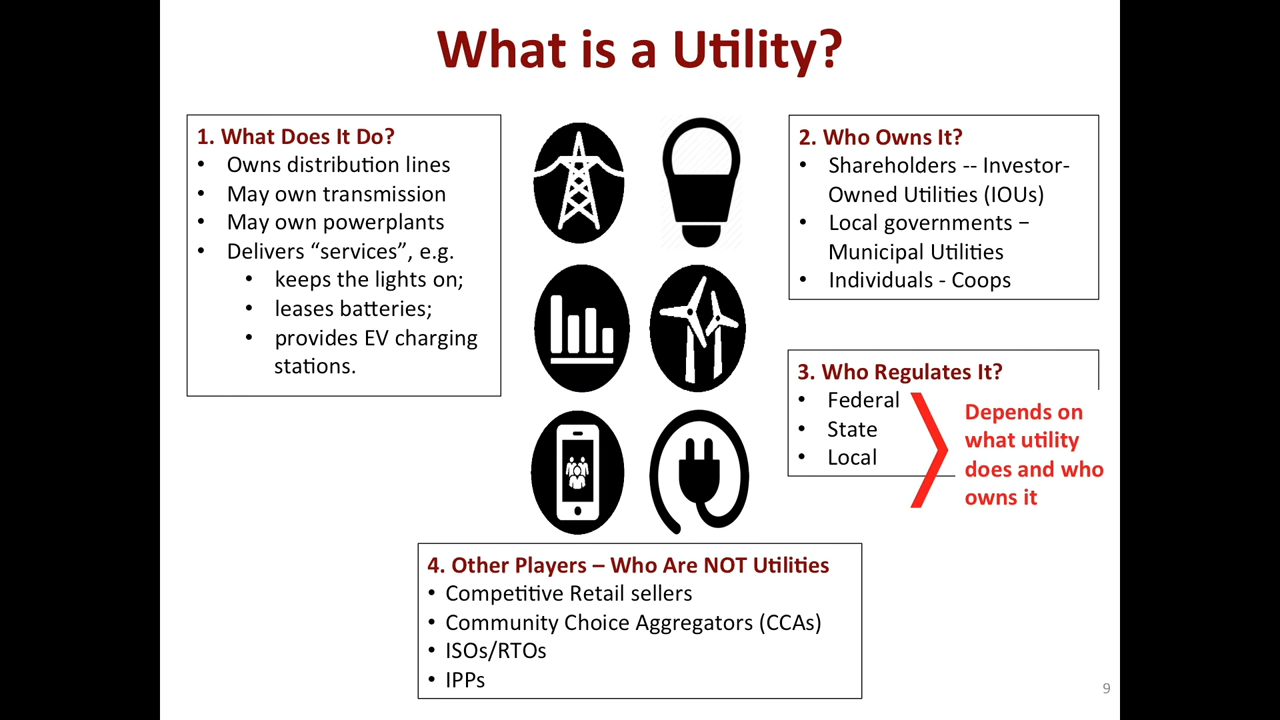 What is a Utility?
1. What Does It Do?
• Owns distribution lines
• May own transmission
• May own powerplants
• Delivers “services”, e.g.
• keeps the lights on;
• leases batteries;
• provides EV charging
stations.
2. Who Owns It?
• Shareholders -- Investor-
Owned Utilities (IOUs)
• Local governments –
Municipal Utilities
• Individuals - Coops
3. Who Regulates It?
• Federal
• State
• Local
Depends on
what utility
does and who
owns it
4. Other Players – Who Are NOT Utilities
• Competitive Retail sellers
• Community Choice Aggregators (CCAs)
• ISOs/RTOs
• IPPs
9